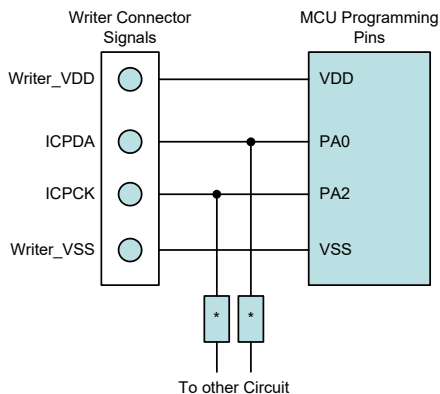 Writer Connector
Signals
MCU Programming
Pins
Writer_VDD
VDD
ICPDA
PA0
ICPCK
PA2
Writer_VSS
VSS
*
*
To other Circuit